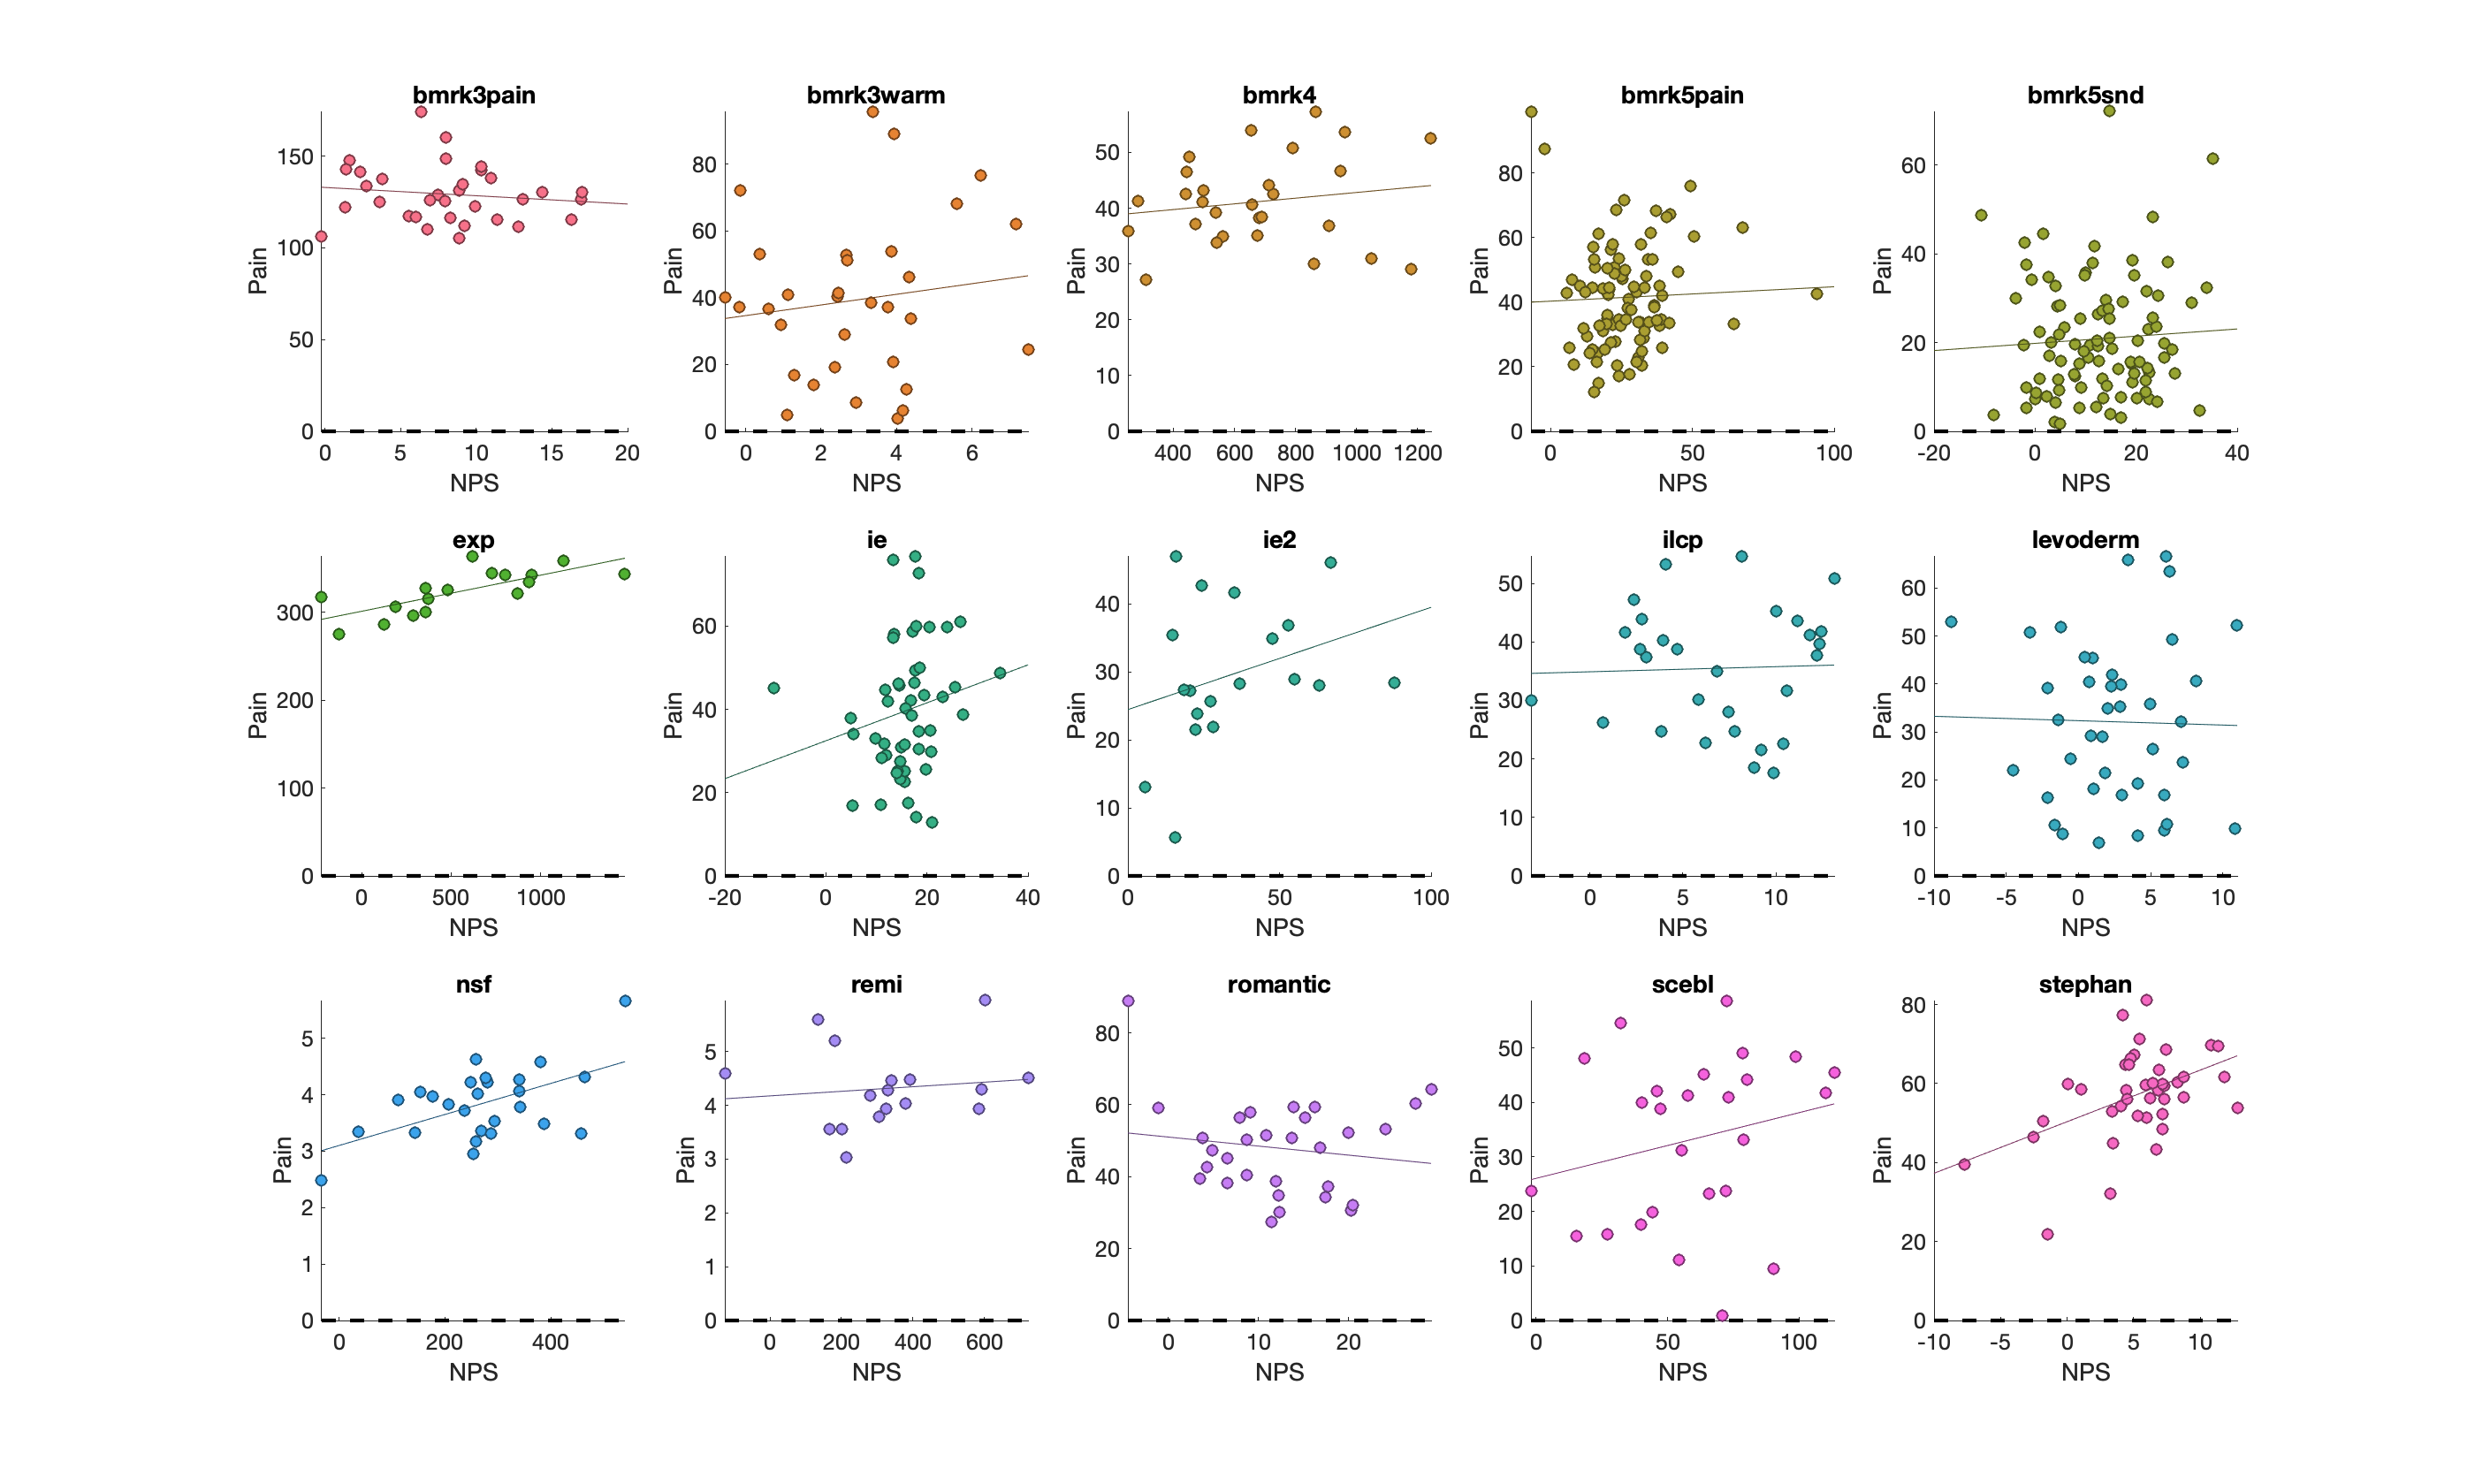 bmrk3pain bmrk3warm bmrk4 bmrk5pain bmrk5snd
150
100
50
0
Pain
0 5 10 15 20
NPS
80
60
40
20
0
Pain
0 2 4 6
NPS
50
40
30
20
10
0
Pain
400 600 800 1000 1200
NPS
80
60
40
20
0
Pain
0 50 100
NPS
60
40
20
0
Pain
-20 0 20 40
NPS
exp ie ie2 ilcp levoderm
300
200
100
0
Pain
0 500 1000
NPS
60
40
20
0
Pain
-20 0 20 40
NPS
40
30
20
10
0
Pain
0 50 100
NPS
50
40
30
20
10
0
Pain
0 5 10
NPS
60
50
40
30
20
10
0
Pain
-10 -5 0 5 10
NPS
nsf remi romantic scebl stephan
5
4
3
2
1
0
Pain
0 200 400
NPS
5
4
3
2
1
0
Pain
0 200 400 600
NPS
80
60
40
20
0
Pain
0 10 20
NPS
50
40
30
20
10
0
Pain
0 50 100
NPS
80
60
40
20
0
Pain
-10 -5 0 5 10
NPS